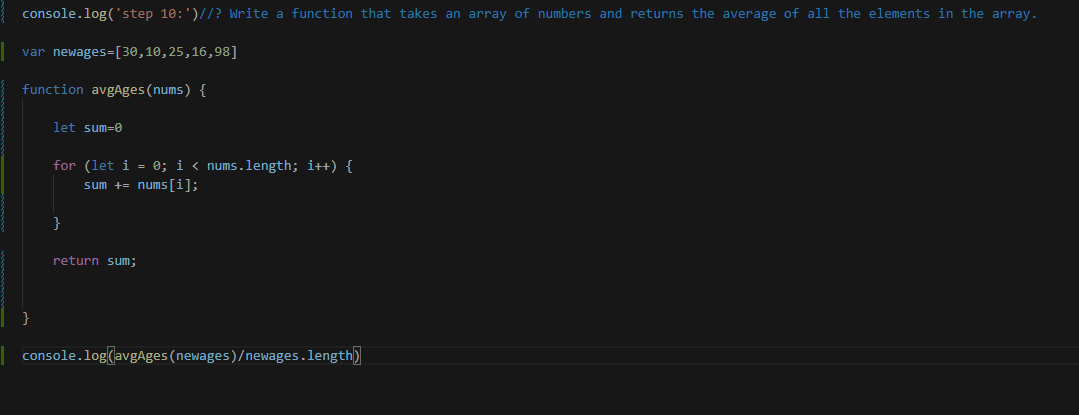 console.log('step 10:')//? Write a function that takes an array of numbers and returns the average of all the elements in the array.
var newages=[30,10,25,16,98]
function avgAges(nums) {
let sum=0
for (let i = 0; i < nums.length; i++) {
sum += nums[i];
}
return sum;
}
console.log(avgAges(newages)/newages.length)